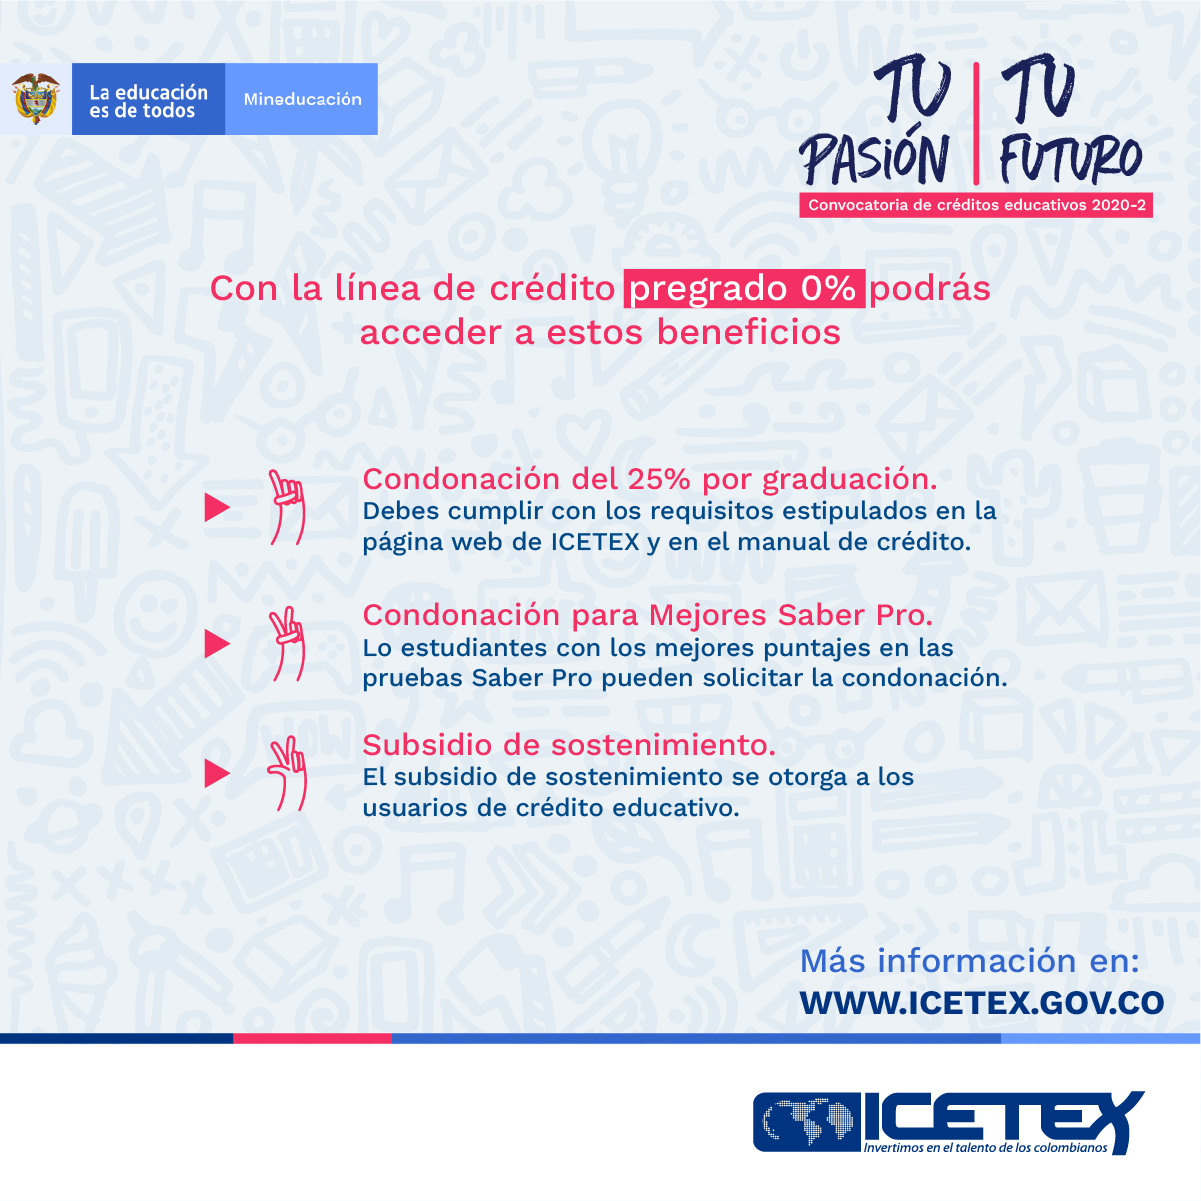 La educación
es de todos
Mineducación
TU
PASIÓN
TU
FUTURO
Convocatoria de créditos educativos 2020-2
Con la línea de crédito pregrado 0% podrás
acceder a estos beneficios
Condonación del 25% por graduación.
Debes cumplir con los requisitos estipulados en la
página web de ICETEX y en el manual de crédito.
Condonación para Mejores Saber Pro.
Lo estudiantes con los mejores puntajes en las
pruebas Saber Pro pueden solicitar la condonación.
Subsidio de sostenimiento.
El subsidio de sostenimiento se otorga a los
usuarios de crédito educativo.
Más información en:
WWW.ICETEX.GOV.CO
ICETEX
Invertimos en el talento de los colombianos